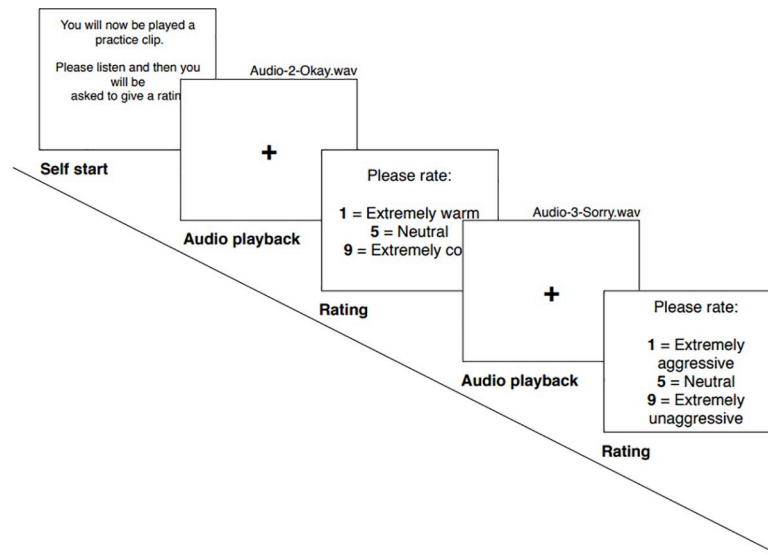 You will now be played a
practice clip.
Please listen and then you
will be
asked to give a ratin
Self start
Audio-2-Okay.wav
+
Audio playback
Please rate:
1 = Extremely warm
5 = Neutral
9 = Extremely co
Rating
Audio-3-Sorry.wav
+
Audio playback
Please rate:
1 = Extremely
aggressive
5 = Neutral
9 = Extremely
unaggressive
Rating